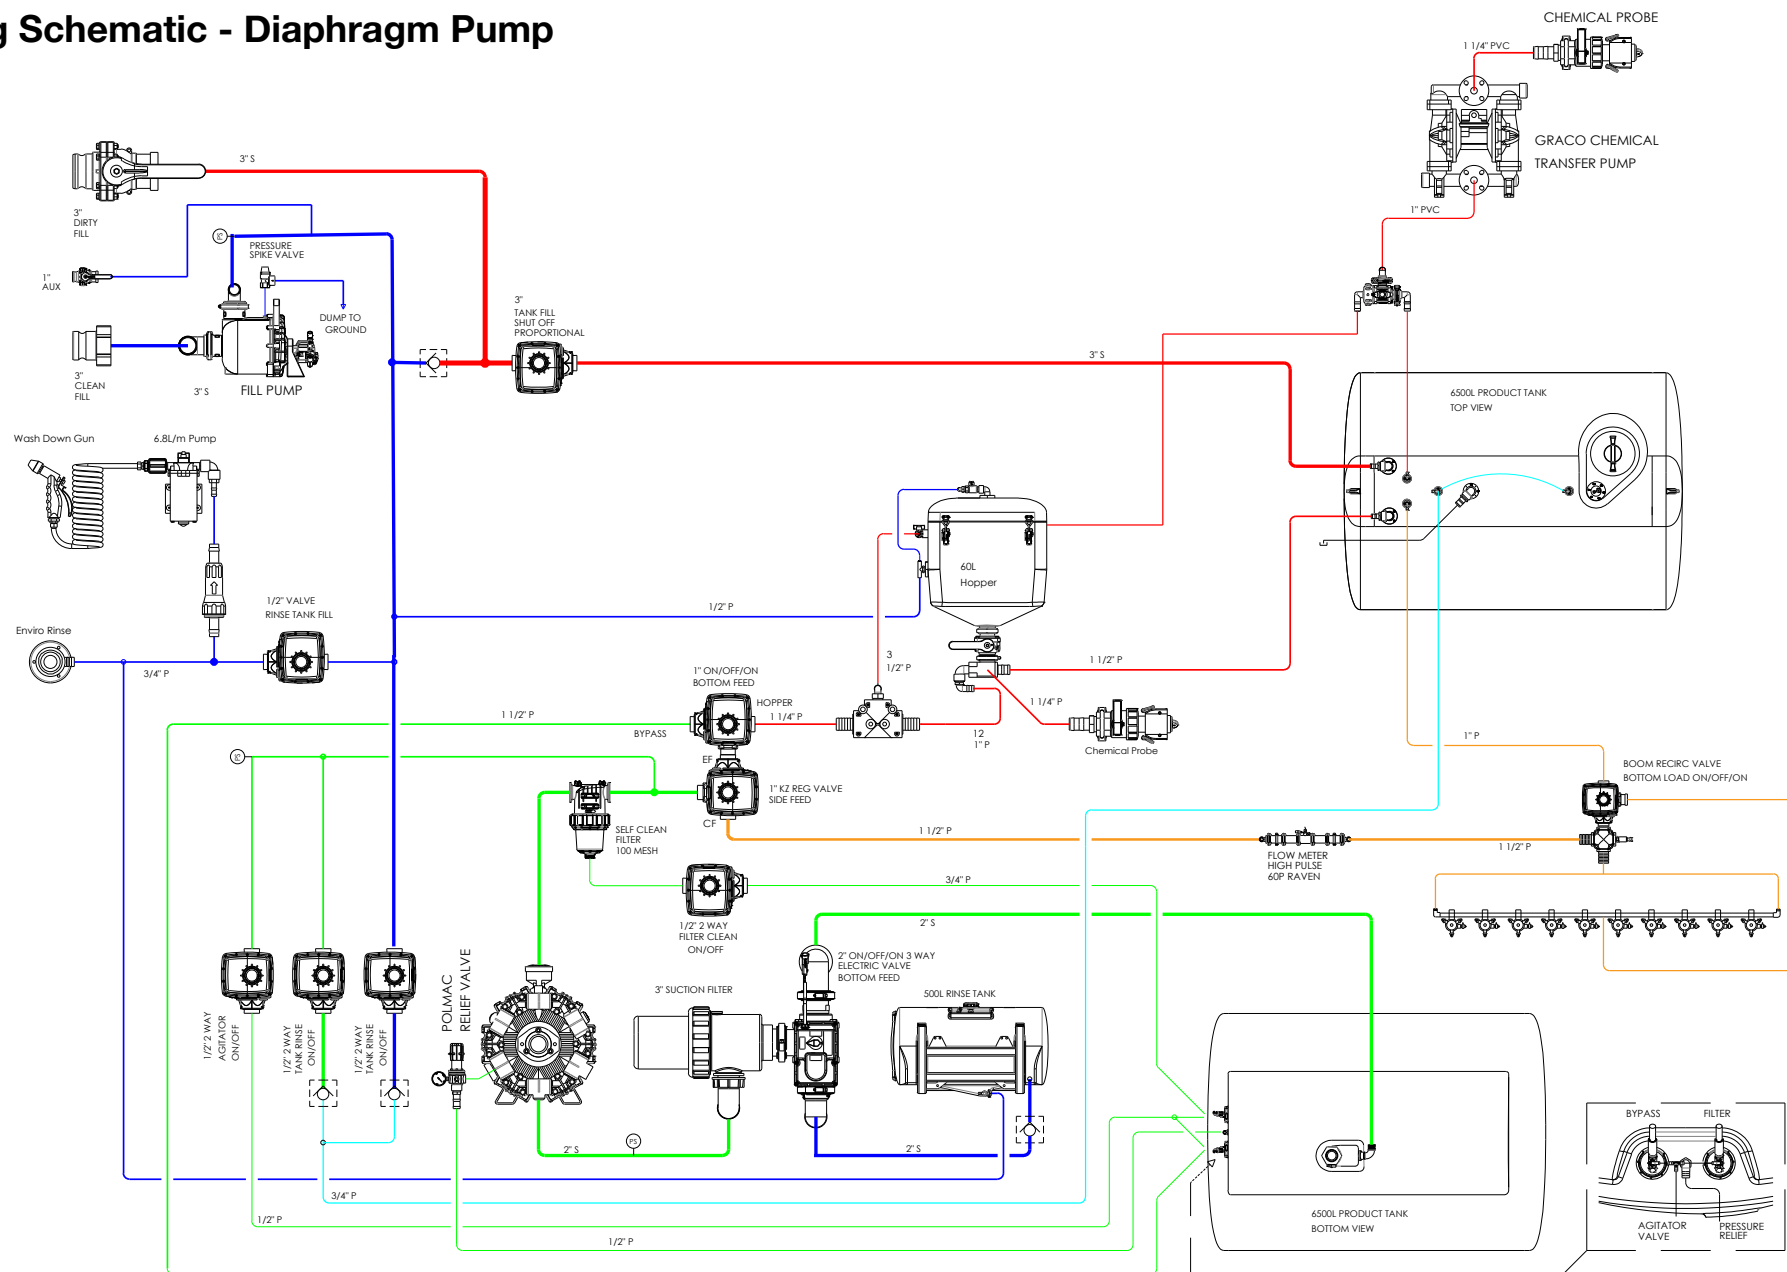 g Schematic - Diaphragm Pump
CHEMICAL PROBE
1 1/4" PVC
GRACO CHEMICAL
TRANSFER PUMP
1" PVC
3" S
3"
DIRTY
FILL
PS
PRESSURE
SPIKE VALVE
1"
AUX
DUMP TO
GROUND
3"
CLEAN
FILL
3" S
FILL PUMP
3"
TANK FILL
SHUT OFF
PROPORTIONAL
3" S
6500L PRODUCT TANK
TOP VIEW
Wash Down Gun
6.8L/m Pump
60L
Hopper
1/2" VALVE
RINSE TANK FILL
1/2" P
Enviro Rinse
3/4" P
3
1/2" P
1 1/2" P
1" ON/OFF/ON
BOTTOM FEED
HOPPER
1 1/4" P
1 1/4" P
1 1/2" P
BYPASS
12
1" P
Chemical Probe
1" P
PS
EF
1" KZ REG VALVE
SIDE FEED
CF
BOOM RECIRC VALVE
BOTTOM LOAD ON/OFF/ON
SELF CLEAN
FILTER
100 MESH
1 1/2" P
FLOW METER
HIGH PULSE
60P RAVEN
1 1/2" P
3/4" P
1/2" 2 WAY
FILTER CLEAN
ON/OFF
2" S
2" ON/OFF/ON 3 WAY
ELECTRIC VALVE
BOTTOM FEED
POLMAC
RELIEF VALVE
3" SUCTION FILTER
500L RINSE TANK
1/2' 2 WAY
AGITATOR
ON/OFF
1/2' 2 WAY
TANK RINSE
ON/OFF
1/2' 2 WAY
TANK RINSE
ON/OFF
PS
2" S
2" S
BYPASS
FILTER
3/4" P
1/2" P
1/2" P
6500L PRODUCT TANK
BOTTOM VIEW
AGITATOR
VALVE
PRESSURE
RELIEF